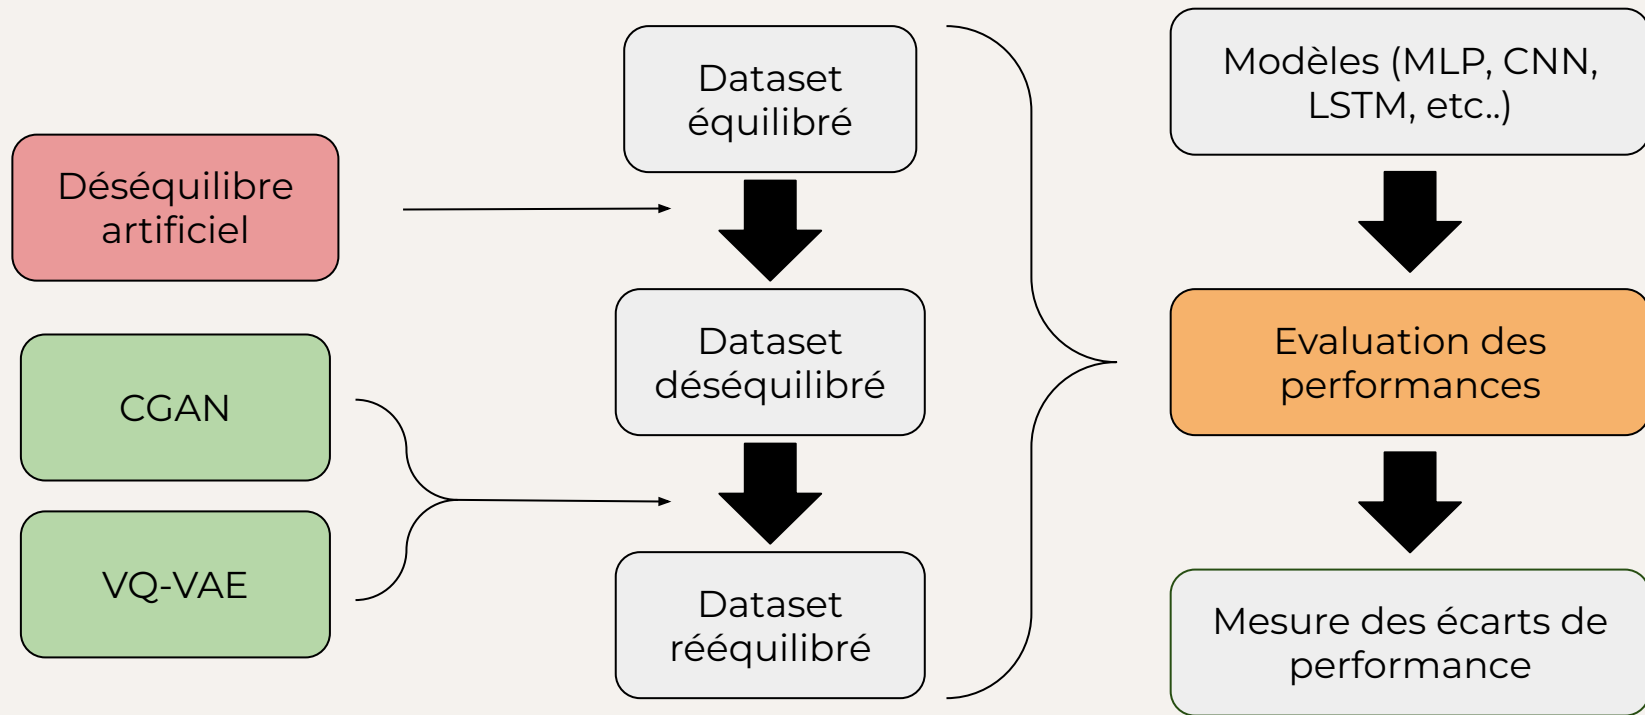 Déséquilibre
artificiel
CGAN
VQ-VAE
Dataset
équilibré
Dataset
déséquilibré
Dataset
rééquilibré
Modèles (MLP, CNN,
LSTM, etc..)
Evaluation des
performances
Mesure des écarts de
performance